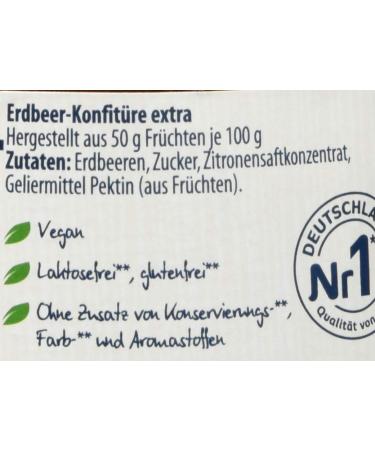 Erdbeer-Konfitüre extra
Hergestellt aus 50 g Früchten je 100 g
Zutaten: Erdbeeren, Zucker, Zitronensaftkonzentrat,
Geliermittel Pektin (aus Früchten).
Vegan
Laktosefrei**, glutenfrei**
Ohne Zusatz von Konservierungs-**,
Farb-** und Aromastoffen
Nr1*
Qualität von